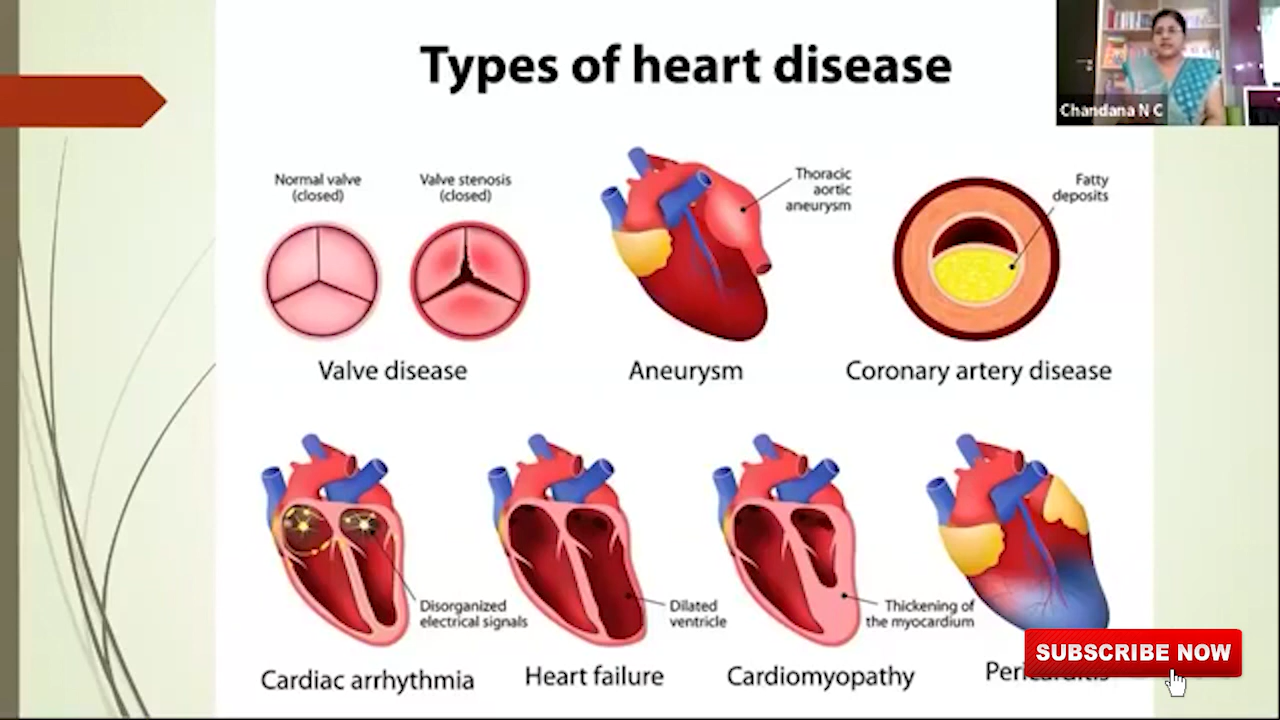 Types of heart disease
Chandana N C
Normal valve
(closed)
Valve stenosis
(closed)
Valve disease
Thoracic
aortic
aneurysm
Aneurysm
Fatty
deposits
Coronary artery disease
Disorganized
electrical signals
Cardiac arrhythmia
Dilated
ventricle
Heart failure
Thickening of
the myocardium
Cardiomyopathy
SUBSCRIBE NOW